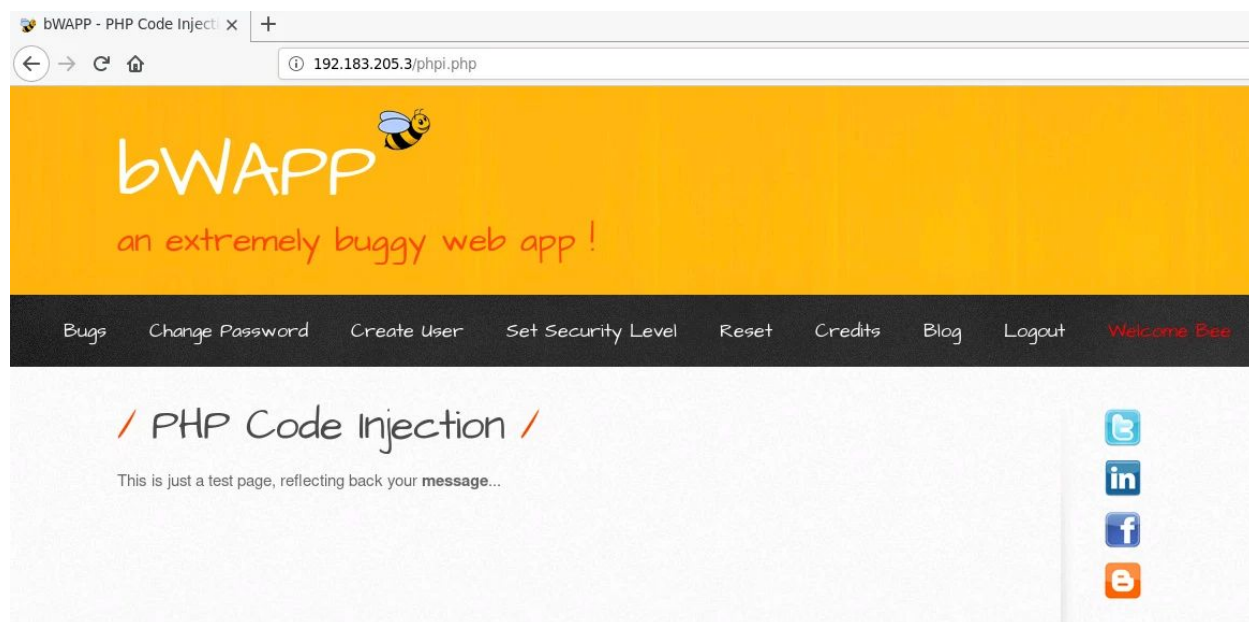 bWAPP - PHP Code Injecti
192.183.205.3/phpi.php
bWAPP
an extremely buggy web app !
Bugs Change Password Create User Set Security Level Reset Credits Blog Logout Welcome Bee
/ PHP Code Injection /
This is just a test page, reflecting back your message...
in
f